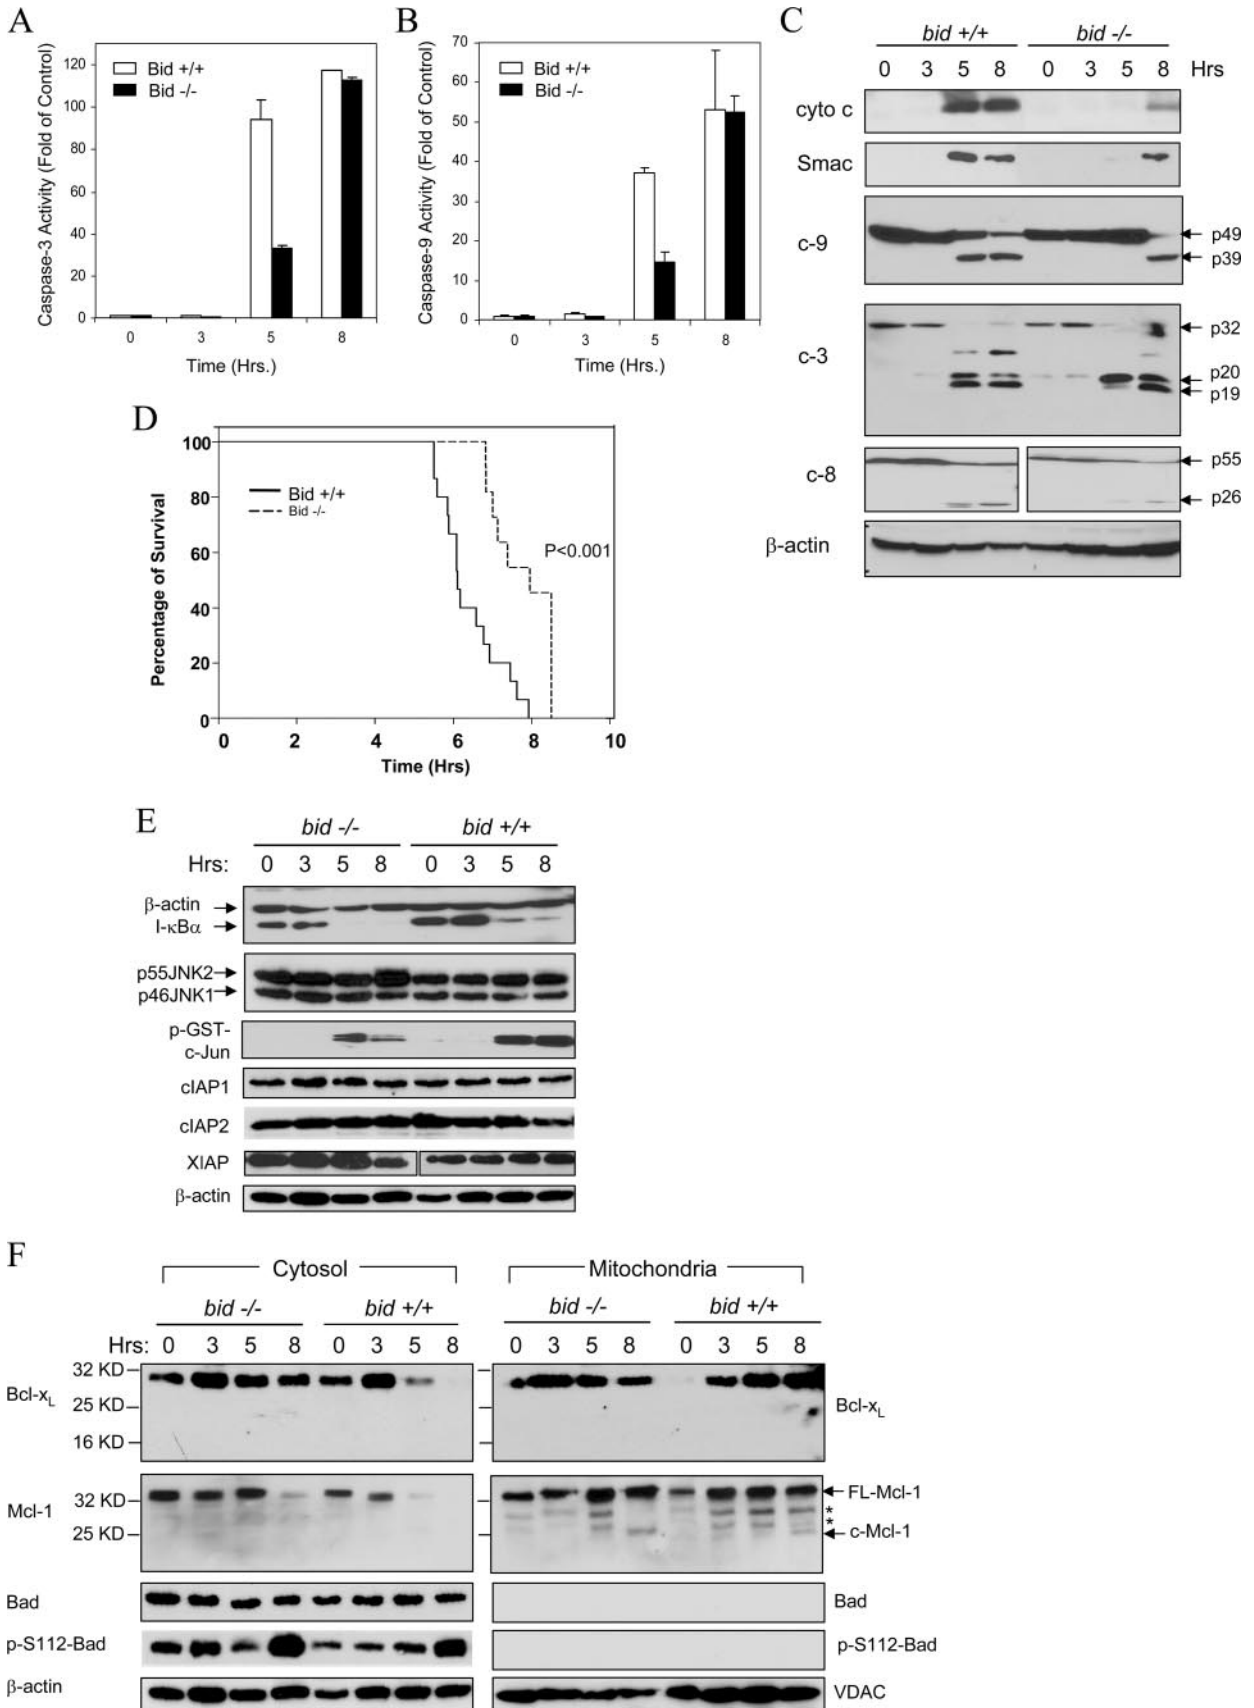 A
Caspase-3 Activity (Fold of Control)
120
100
80
60
40
20
0
Bid +/+
Bid -/-
0 3 5 8
Time (Hrs.)
B
Caspase-9 Activity (Fold of Control)
70
60
50
40
30
20
10
0
Bid +/+
Bid -/-
0 3 5 8
Time (Hrs.)
C
bid +/+ bid -/-
0 3 5 8 0 3 5 8 Hrs
cyto c
Smac
c-9 p49
p39
c-3 p32
p20
p19
c-8 p55
p26
β-actin
D
Percentage of Survival
100
80
60
40
20
0
Bid +/+
Bid -/-
P<0.001
0 2 4 6 8 10
Time (Hrs)
E
bid -/- bid +/+
Hrs: 0 3 5 8 0 3 5 8
β-actin
I-κBα
p55JNK2
p46JNK1
p-GST-
c-Jun
cIAP1
cIAP2
XIAP
β-actin
F
Cytosol Mitochondria
bid -/- bid +/+ bid -/- bid +/+
Hrs: 0 3 5 8 0 3 5 8 0 3 5 8 0 3 5 8
32 KD
Bcl-xL 25 KD Bcl-xL
16 KD
Mcl-1 32 KD FL-Mcl-1
*
*
25 KD c-Mcl-1
Bad Bad
p-S112-Bad p-S112-Bad
β-actin VDAC